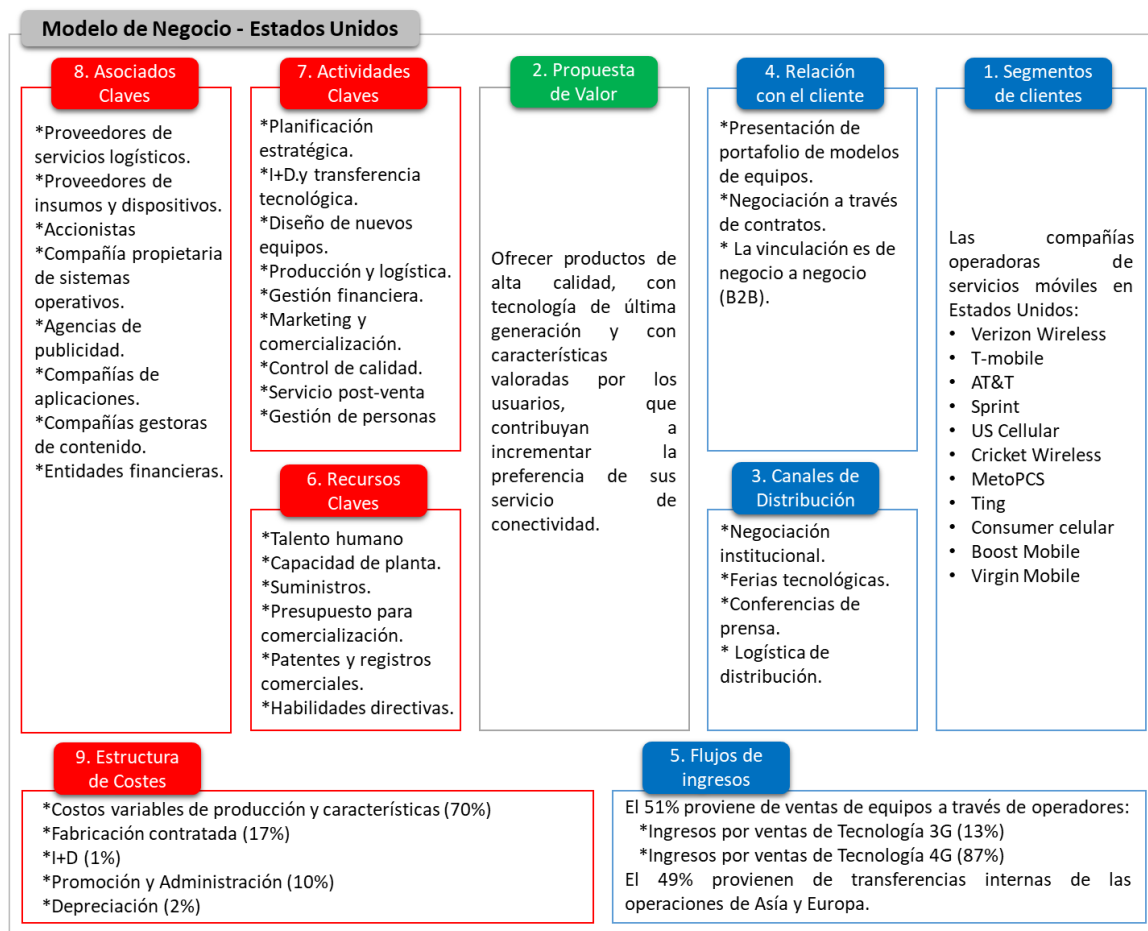 Modelo de Negocio - Estados Unidos
8. Asociados
Claves
*Proveedores de
servicios logísticos.
*Proveedores de
insumos y dispositivos.
*Accionistas
*Compañía propietaria
de sistemas
operativos.
*Agencias de
publicidad.
*Compañías de
aplicaciones.
*Compañías gestoras
de contenido.
*Entidades financieras.
7. Actividades
Claves
*Planificación
estratégica.
*I+D.y transferencia
tecnológica.
*Diseño de nuevos
equipos.
*Producción y logística.
*Gestión financiera.
*Marketing y
comercialización.
*Control de calidad.
*Servicio post-venta
*Gestión de personas
6. Recursos
Claves
*Talento humano
*Capacidad de planta.
*Suministros.
*Presupuesto para
comercialización.
*Patentes y registros
comerciales.
*Habilidades directivas.
2. Propuesta
de Valor
Ofrecer productos de
alta calidad, con
tecnología de última
generación y con
características
valoradas por los
usuarios, que
contribuyan a
incrementar la
preferencia de sus
servicio de
conectividad.
4. Relación
con el cliente
*Presentación de
portafolio de modelos
de equipos.
*Negociación a través
de contratos.
* La vinculación es de
negocio a negocio
(B2B).
3. Canales de
Distribución
*Negociación
institucional.
*Ferias tecnológicas.
*Conferencias de
prensa.
* Logística de
distribución.
1. Segmentos
de clientes
Las compañías
operadoras de
servicios móviles en
Estados Unidos:
• Verizon Wireless
• T-mobile
• AT&T
• Sprint
• US Cellular
• Cricket Wireless
• MetoPCS
• Ting
• Consumer celular
• Boost Mobile
• Virgin Mobile
9. Estructura
de Costes
*Costos variables de producción y características (70%)
*Fabricación contratada (17%)
*I+D (1%)
*Promoción y Administración (10%)
*Depreciación (2%)
5. Flujos de
ingresos
El 51% proviene de ventas de equipos a través de operadores:
*Ingresos por ventas de Tecnología 3G (13%)
*Ingresos por ventas de Tecnología 4G (87%)
El 49% provienen de transferencias internas de las
operaciones de Asía y Europa.